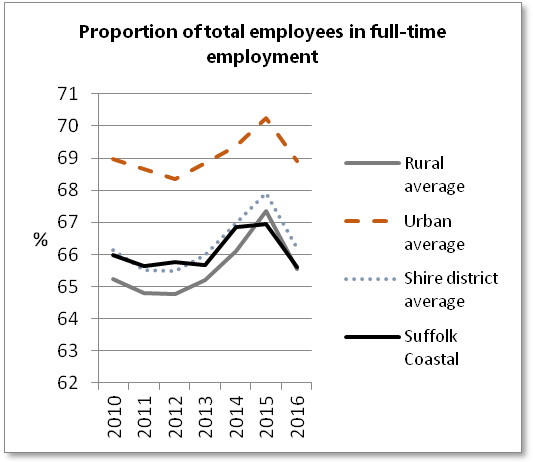 Proportion of total employees in full-time
employment
71
70
69
68
67
66
65
64
63
62
%
2010
2011
2012
2013
2014
2015
2016
Rural
average
Urban
average
Shire district
average
Suffolk
Coastal